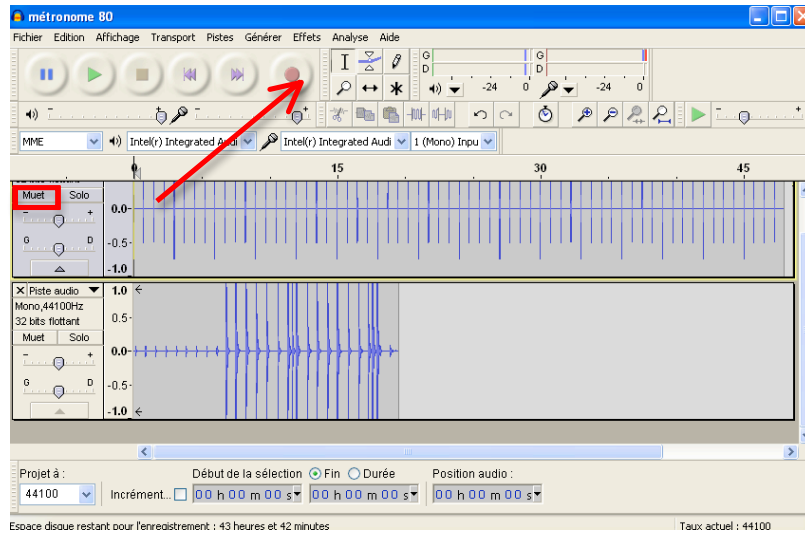 métronome 80
Fichier Edition Affichage Transport Pistes Générer Effets Analyse Aide
G
D
-24 0
G
D
-24 0
MME Intel(r) Integrated Audi Intel(r) Integrated Audi 1 (Mono) Inpu
0 15 30 45
Muet Solo
- +
G D
0.0-
-0.5-
-1.0
X Piste audio
Mono,44100Hz
32 bits flottant
Muet Solo
- +
G D
1.0
0.5-
0.0-
-0.5-
-1.0
Projet à : Début de la sélection Fin Durée Position audio :
44100 Incrément... 00 h 00 m 00 s 00 h 00 m 00 s 00 h 00 m 00 s
Espace disque restant pour l'enregistrement : 43 heures et 42 minutes Taux actuel : 44100